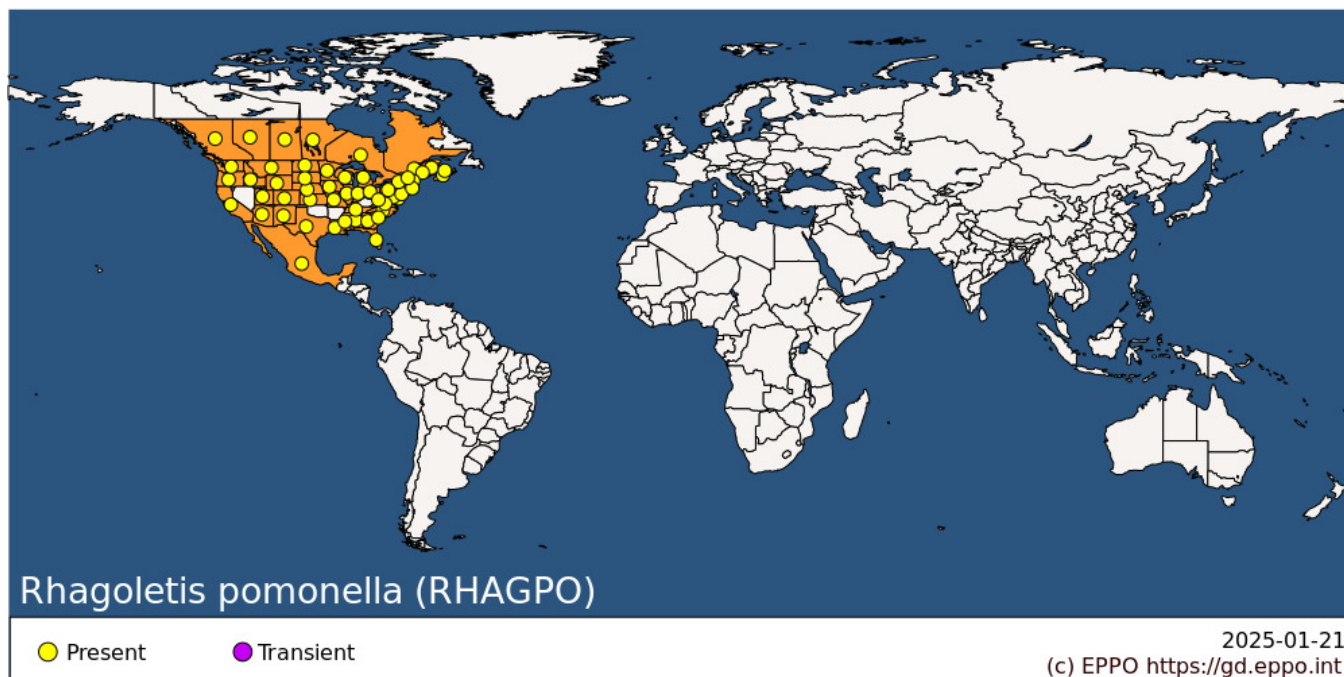 Rhagoletis pomonella (RHAGPO)
Present
Transient
2025-01-21
(c) EPPO https://gd.eppo.int